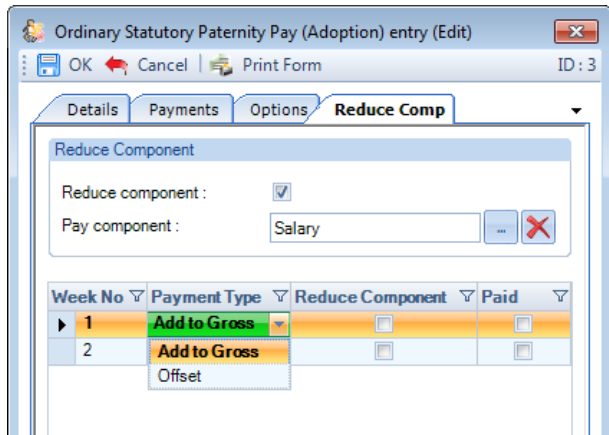 Ordinary Statutory Paternity Pay (Adoption) entry (Edit)
OK Cancel Print Form ID : 3
Details Payments Options Reduce Comp
Reduce Component
Reduce component :
Pay component : Salary ...
Week No Payment Type Reduce Component Paid
1 Add to Gross
2 Add to Gross
Offset